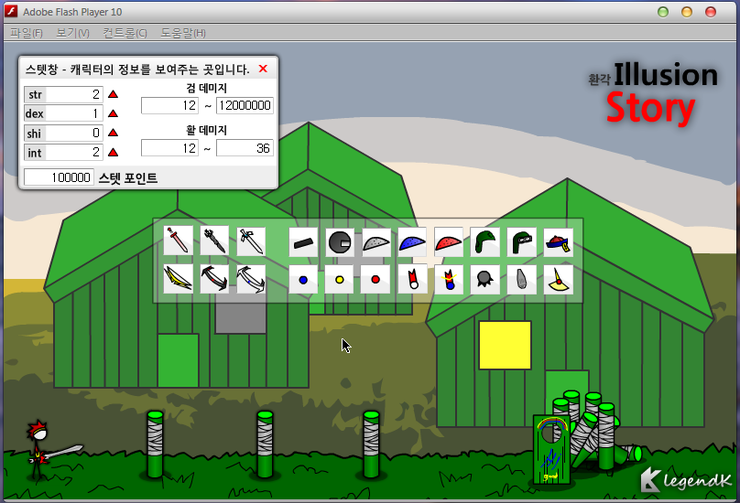 Adobe Flash Player 10
파일(F) 보기(V) 컨트롤(C) 도움말(H)
스텟창 - 캐릭터의 정보를 보여주는 곳입니다.
str 2
dex 1
shi 0
int 2
검 데미지
12 ~ 12000000
활 데미지
12 ~ 36
100000 스텟 포인트
환각 Illusion
Story
legendK